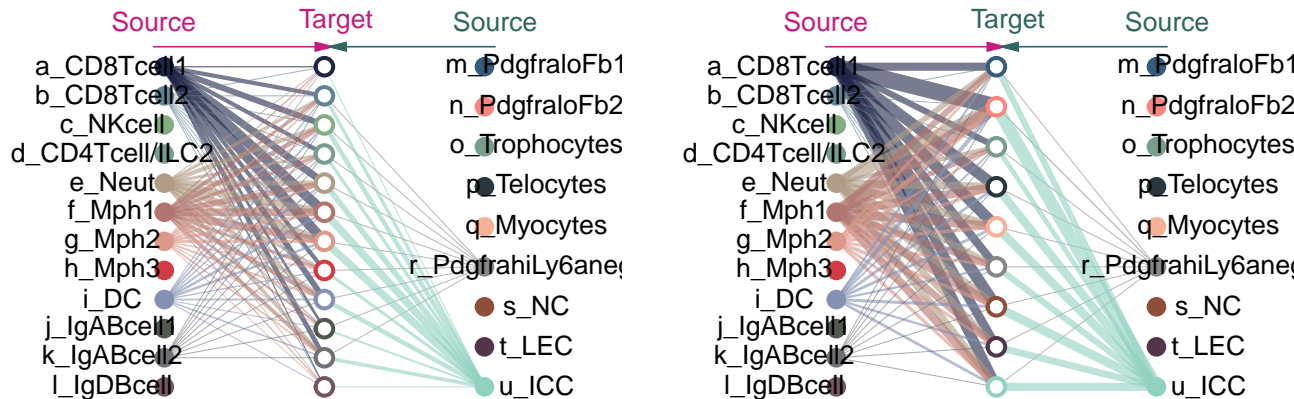 Source Target Source
a_CD8Tcell1
b_CD8Tcell2
c_NKcell
d_CD4Tcell/ILC2
e_Neut
f_Mph1
g_Mph2
h_Mph3
i_DC
j_IgABcell1
k_IgABcell2
l_IgDBcell
m_PdgfraloFb1
n_PdgfraloFb2
o_Trophocytes
p_Telocytes
q_Myocytes
r_PdgfrahiLy6aneg
s_NC
t_LEC
u_ICC
Source Target Source
a_CD8Tcell1
b_CD8Tcell2
c_NKcell
d_CD4Tcell/ILC2
e_Neut
f_Mph1
g_Mph2
h_Mph3
i_DC
j_IgABcell1
k_IgABcell2
l_IgDBcell
m_PdgfraloFb1
n_PdgfraloFb2
o_Trophocytes
p_Telocytes
q_Myocytes
r_PdgfrahiLy6aneg
s_NC
t_LEC
u_ICC